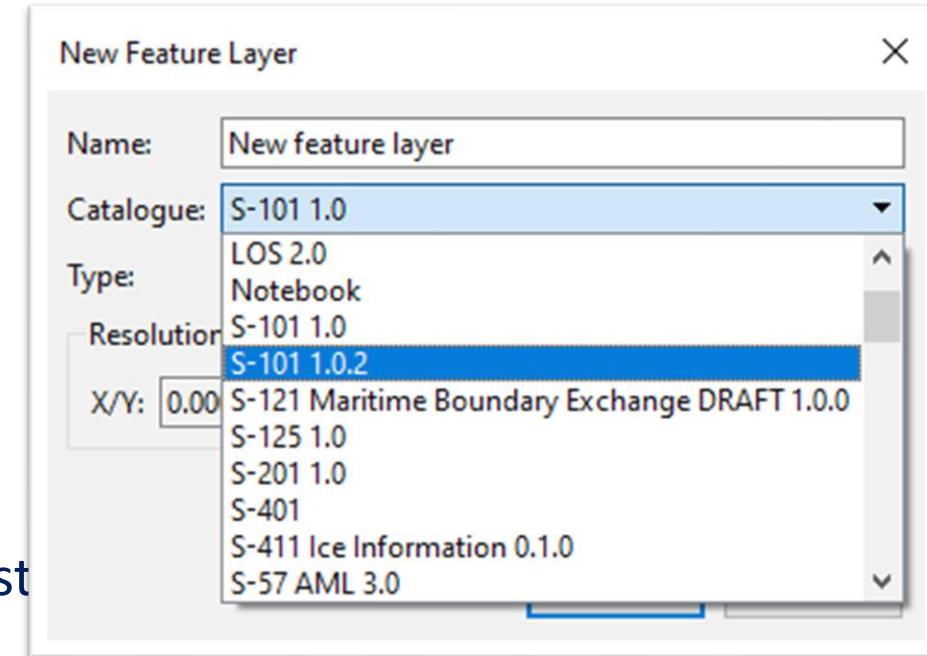 New Feature Layer
Name: New feature layer
Catalogue: S-101 1.0
LOS 2.0
Type: Notebook
Resolution S-101 1.0
S-101 1.0.2
X/Y: 0.00 S-121 Maritime Boundary Exchange DRAFT 1.0.0
S-125 1.0
S-201 1.0
S-401
S-411 Ice Information 0.1.0
st S-57 AML 3.0